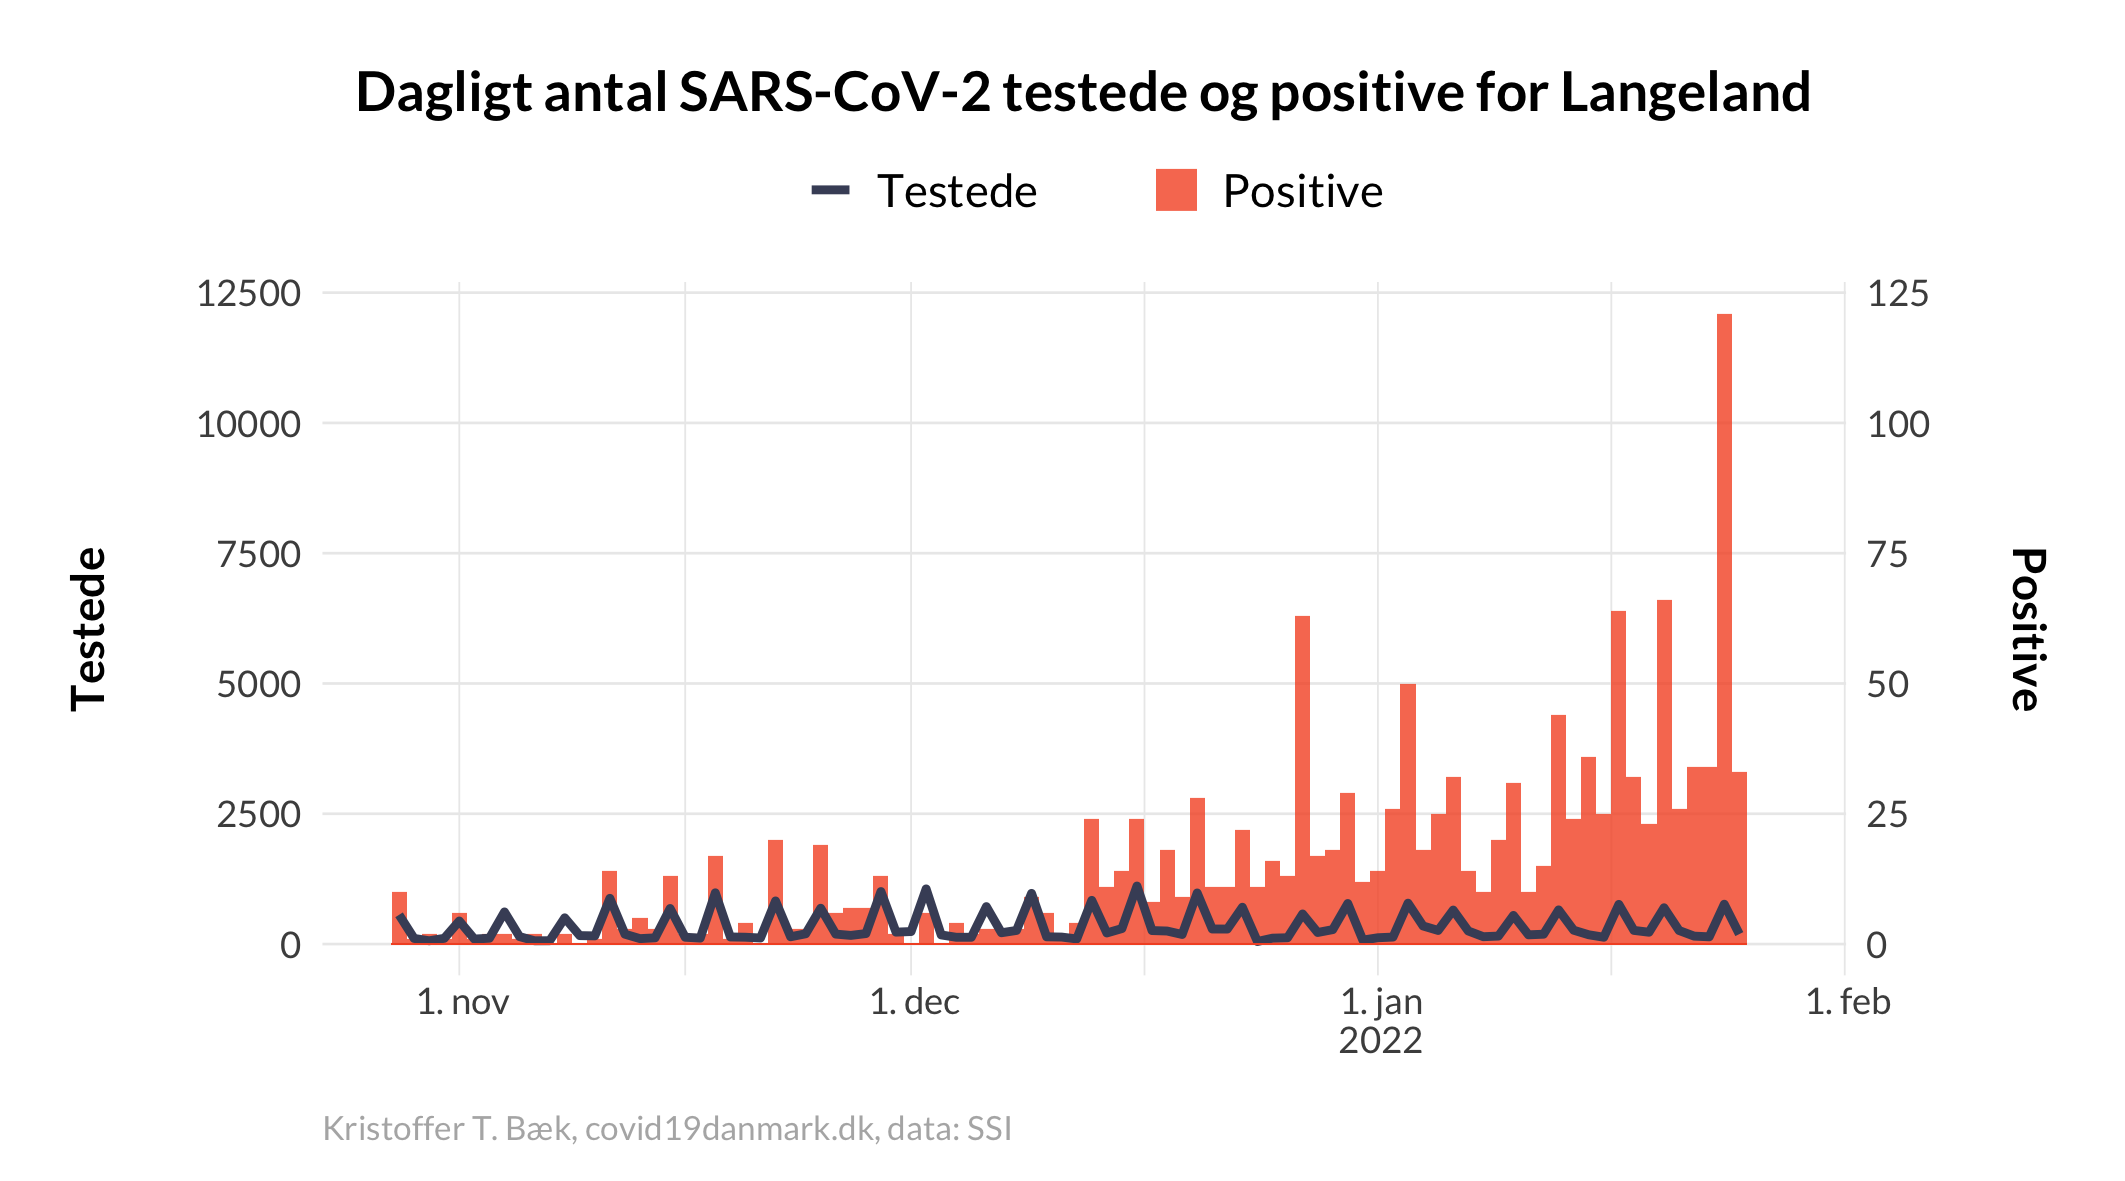 Dagligt antal SARS-CoV-2 testede og positive for Langeland
Testede Positive
12500 125
10000 100
7500 75
5000 50
2500 25
0 0
Testede
Positive
1. nov 1. dec 1. jan 1. feb
2022
Kristoffer T. Bæk, covid19danmark.dk, data: SSI